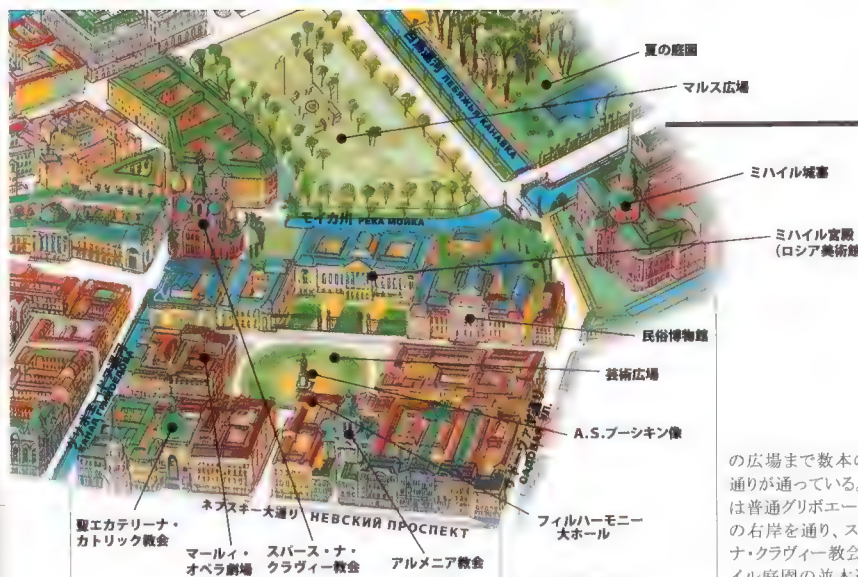 夏の庭園
マルス広場
ЛЕБЯЖЬЯ КАНАВКА
ミハイル城塞
モイカ川 РЕКА МОЙКА
ミハイル宮殿
(ロシア美術館
民俗博物館
芸術広場
A.S.プーシキン像
フィルハーモニー
大ホール
ネフスキー大通り НЕВСКИЙ ПРОСПЕКТ
聖エカテリーナ・
カトリック教会
マールィ・
オペラ劇場
スパース・ナ・
クラヴィー教会
アルメニア教会
の広場まで数本の
通りが通っている。
は普通グリボエー
の右岸を通り、ス
ナ・クラヴィー教会
イル庭園の並木道